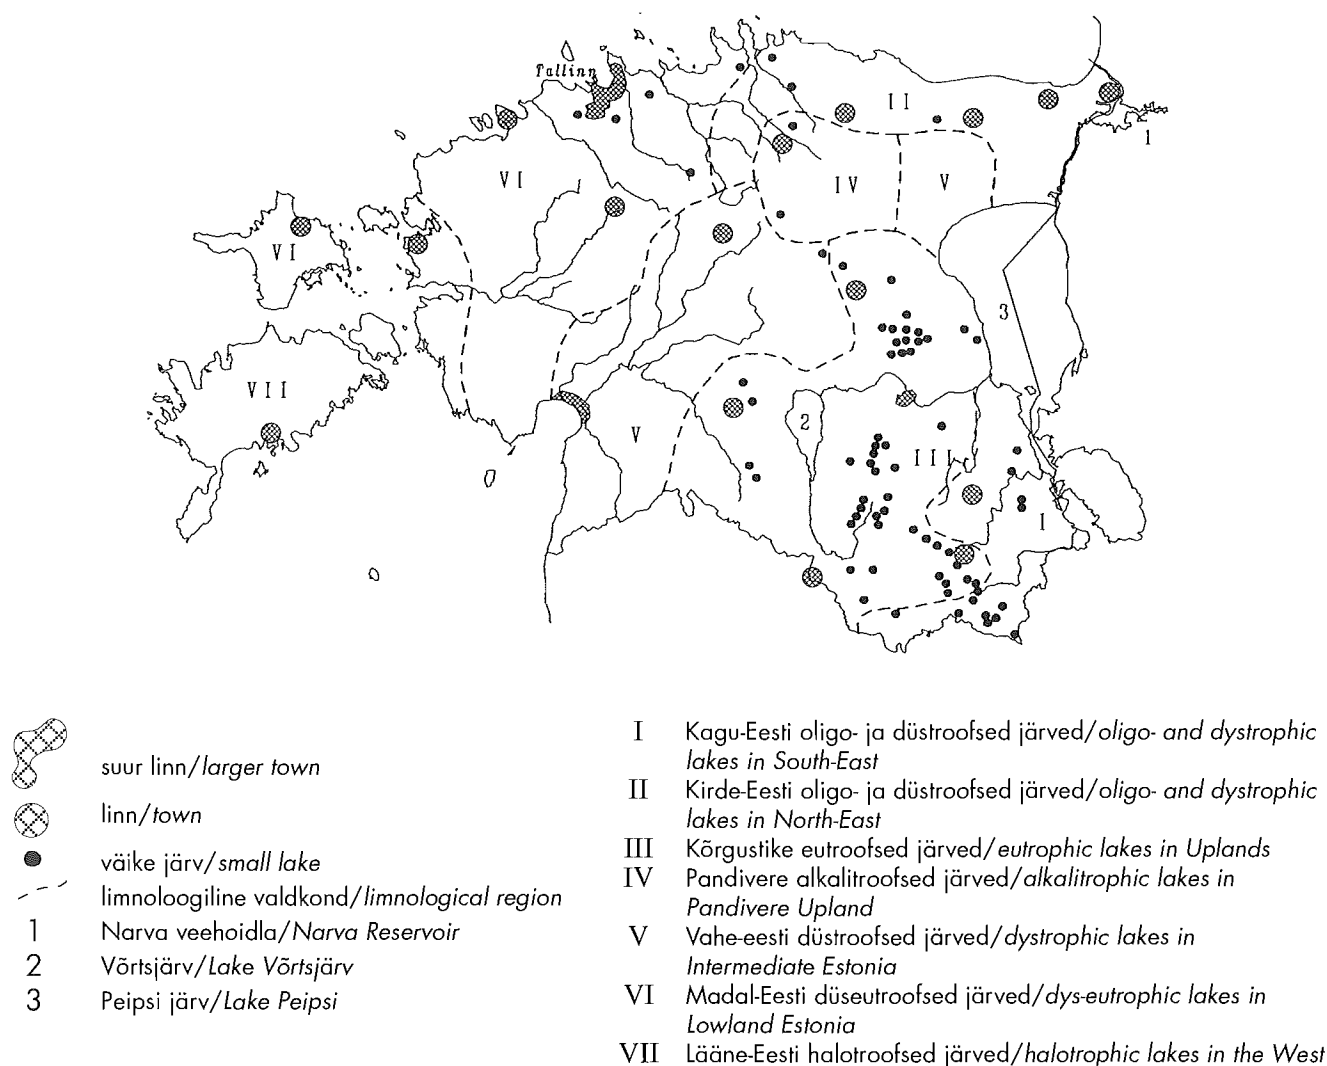 Tallinn
II
1
VI
IV
V
VI
3
VII
2
V
III
I
suur linn/larger town
linn/town
väike järv/small lake
limnoloogiline valdkond/limnological region
1 Narva veehoidla/Narva Reservoir
2 Võrtsjärv/Lake Võrtsjärv
3 Peipsi järv/Lake Peipsi
I Kagu-Eesti oligo- ja düstroofsed järved/oligo- and dystrophic
lakes in South-East
II Kirde-Eesti oligo- ja düstroofsed järved/oligo- and dystrophic
lakes in North-East
III Kõrgustike eutroofsed järved/eutrophic lakes in Uplands
IV Pandivere alkalitroofsed järved/alkalitrophic lakes in
Pandivere Upland
V Vahe-eesti düstroofsed järved/dystrophic lakes in
Intermediate Estonia
VI Madal-Eesti düseutroofsed järved/dys-eutrophic lakes in
Lowland Estonia
VII Lääne-Eesti halotroofsed järved/halotrophic lakes in the West